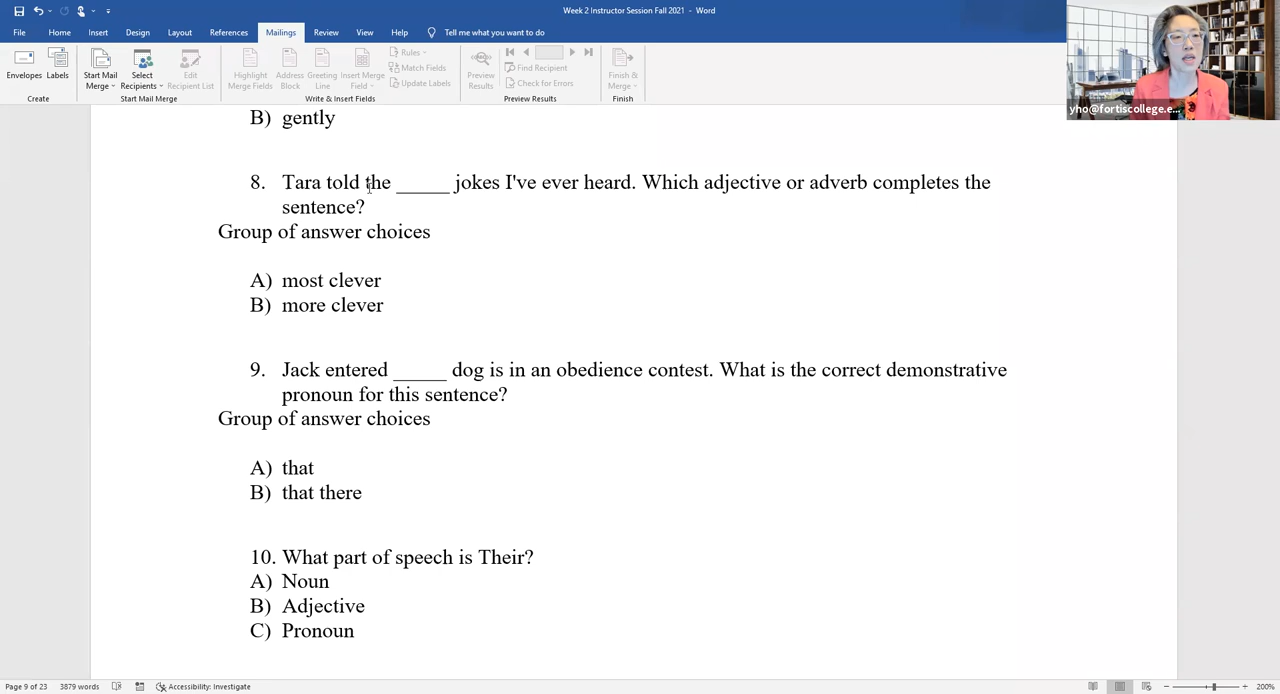 Week 2 Instructor Session Fall 2021 - Word
File Home Insert Design Layout References Mailings Review View Help Tell me what you want to do
Envelopes Labels Start Mail Merge Select Recipients Edit Recipient List Highlight Merge Fields Address Block Greeting Line Insert Merge Field Rules Match Fields Update Labels Preview Results Find Recipient Check for Errors Finish & Merge
Create Start Mail Merge Write & Insert Fields Preview Results Finish
yho@fortiscollege.e...
B) gently
8. Tara told the _____ jokes I've ever heard. Which adjective or adverb completes the
sentence?
Group of answer choices
A) most clever
B) more clever
9. Jack entered _____ dog is in an obedience contest. What is the correct demonstrative
pronoun for this sentence?
Group of answer choices
A) that
B) that there
10. What part of speech is Their?
A) Noun
B) Adjective
C) Pronoun
Page 9 of 23 3879 words Accessibility: Investigate 200%